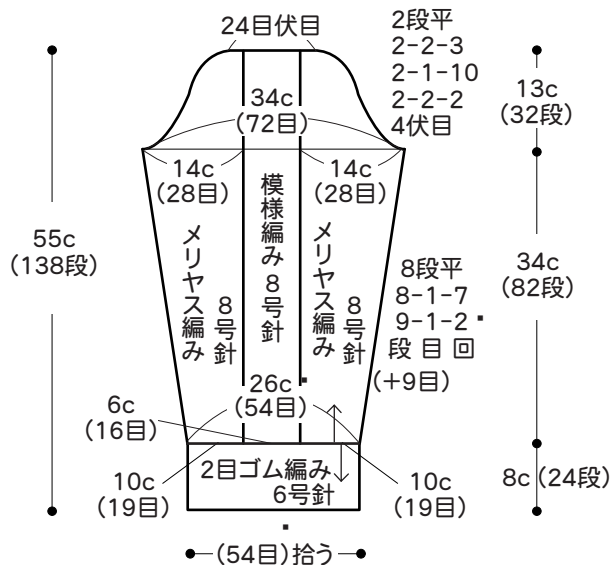 24目伏目
2段平
2-2-3
2-1-10
2-2-2
4伏目
13c
(32段)
34c
(72目)
14c
(28目)
14c
(28目)
55c
(138段)
メリヤス編み
8号針
模様編み8号針
メリヤス編み
8号針
34c
(82段)
8段平
8-1-7
9-1-2
段目回
(+9目)
26c
(54目)
6c
(16目)
10c
(19目)
2目ゴム編み
6号針
10c
(19目)
8c(24段)
(54目)拾う